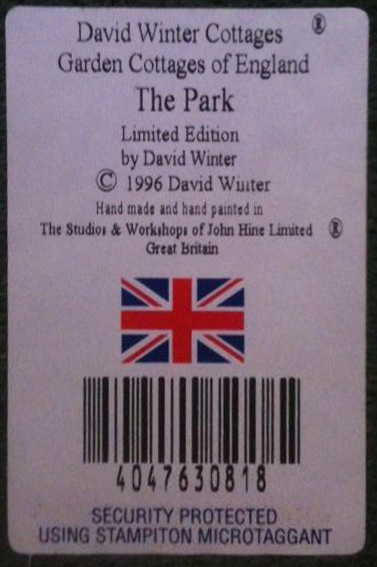 David Winter Cottages ®
Garden Cottages of England
The Park
Limited Edition
by David Winter
© 1996 David Winter
Hand made and hand painted in
The Studios & Workshops of John Hine Limited ®
Great Britain
4047630818
SECURITY PROTECTED
USING STAMPITON MICROTAGGANT